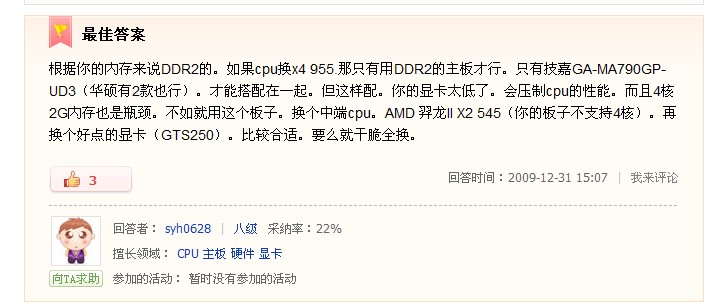 最佳答案
根据你的内存来说DDR2的。如果cpu换x4 955.那只有用DDR2的主板才行。只有技嘉GA-MA790GP-
UD3（华硕有2款也行）。才能搭配在一起。但这样配。你的显卡太低了。会压制cpu的性能。而且4核
2G内存也是瓶颈。不如就用这个板子。换个中端cpu。AMD 羿龙II X2 545（你的板子不支持4核）。再
换个好点的显卡（GTS250）。比较合适。要么就干脆全换。
3
回答时间：2009-12-31 15:07 | 我来评论
回答者： syh0628 | 八级 采纳率：22%
擅长领域： CPU 主板 硬件 显卡
向TA求助 参加的活动： 暂时没有参加的活动